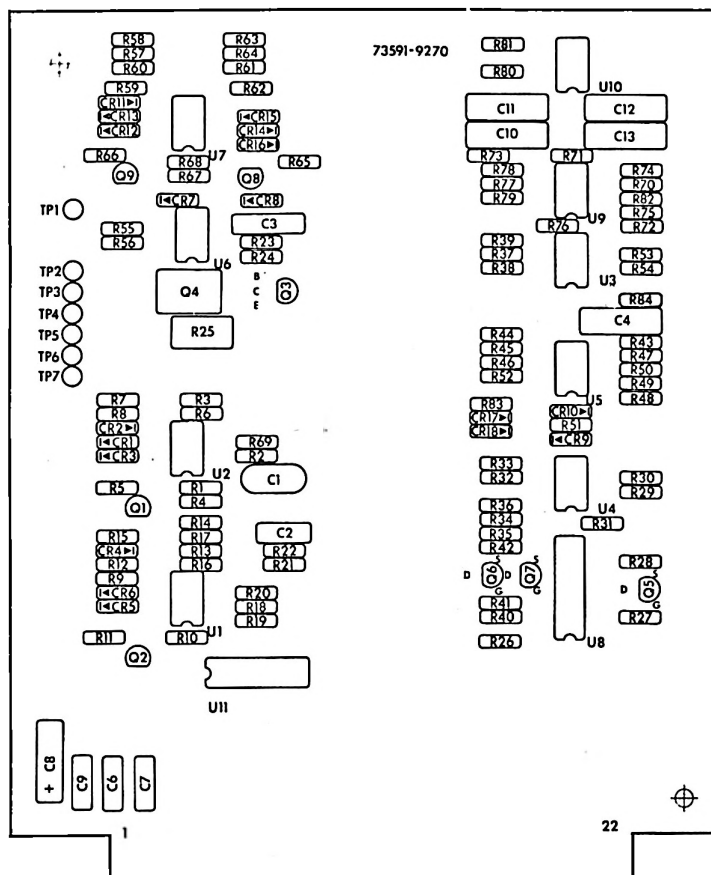 R58
R57
R60
R63
R64
R61
73591-9270
R81
R80
U10
R59
CR11
CR13
CR12
R62
CR15
CR14
CR16
U7
C11
C10
C12
C13
R66
Q9
R68
R67
Q8
R65
R73
R71
R78
R77
R79
R74
R70
R82
R75
R72
U9
R76
TP1
CR7
CR8
C3
R55
R56
R23
R24
U6
R39
R37
R38
U3
R53
R54
TP2
TP3
TP4
TP5
TP6
TP7
Q4
R25
B
C
E
Q3
R84
C4
R44
R45
R46
R52
R43
R47
R50
R49
R48
U5
R7
R8
CR2
CR1
CR3
R3
R6
U2
R69
R2
C1
R83
CR17
CR18
CR10
R51
CR9
R5
Q1
R1
R4
R33
R32
U4
R30
R29
R14
R17
R13
R16
C2
R22
R21
R36
R34
R35
R42
R31
R15
CR4
R12
R9
CR6
CR5
U1
R20
R18
R19
D
Q6
S
G
D
Q7
S
G
R28
D
Q5
S
G
R41
R40
R27
R11
Q2
R10
R26
U8
U11
+ C8
C9
C6
C7
1
22